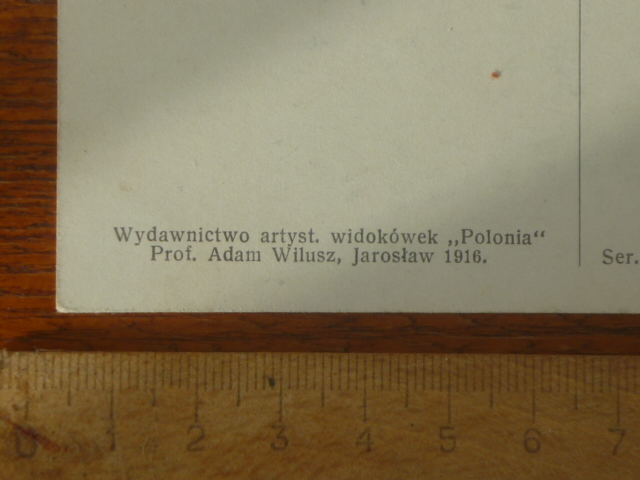 Wydawnictwo artyst. widokówek „Polonia“
Prof. Adam Wilusz, Jarosław 1916.
Ser.
0 1 2 3 4 5 6 7